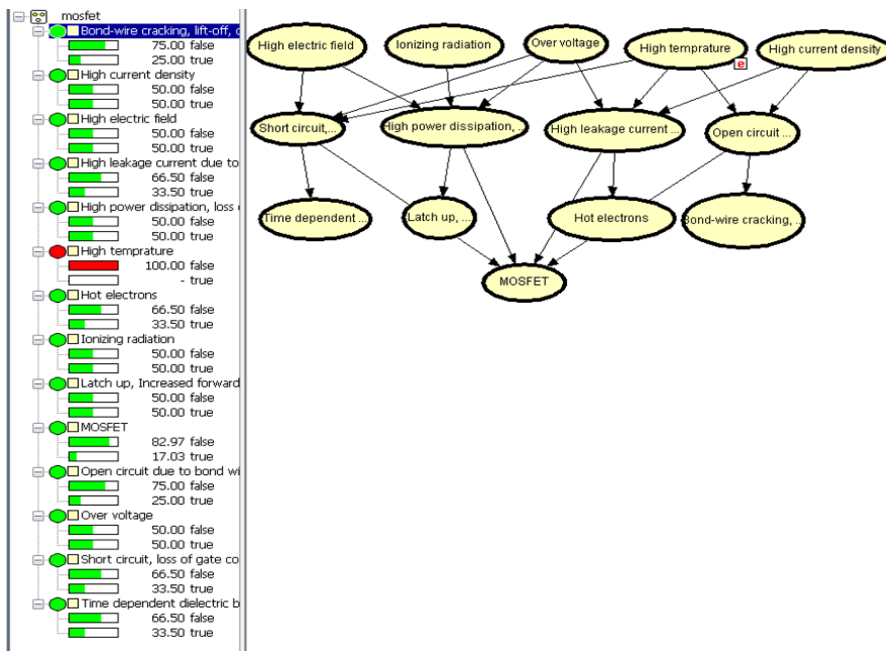 mosfet
Bond-wire cracking, lift-off,
75.00 false
25.00 true
High current density
50.00 false
50.00 true
High electric field
50.00 false
50.00 true
High leakage current due to
66.50 false
33.50 true
High power dissipation, loss
50.00 false
50.00 true
High temprature
100.00 false
- true
Hot electrons
66.50 false
33.50 true
Ionizing radiation
50.00 false
50.00 true
Latch up, Increased forward
50.00 false
50.00 true
MOSFET
82.97 false
17.03 true
Open circuit due to bond wi
75.00 false
25.00 true
Over voltage
50.00 false
50.00 true
Short circuit, loss of gate co
66.50 false
33.50 true
Time dependent dielectric b
66.50 false
33.50 true
High electric field
Ionizing radiation
Over voltage
High temprature
High current density
e
Short circuit,...
High power dissipation, ...
High leakage current ...
Open circuit ...
Time dependent ...
Latch up, ...
Hot electrons
Bond-wire cracking, ...
MOSFET